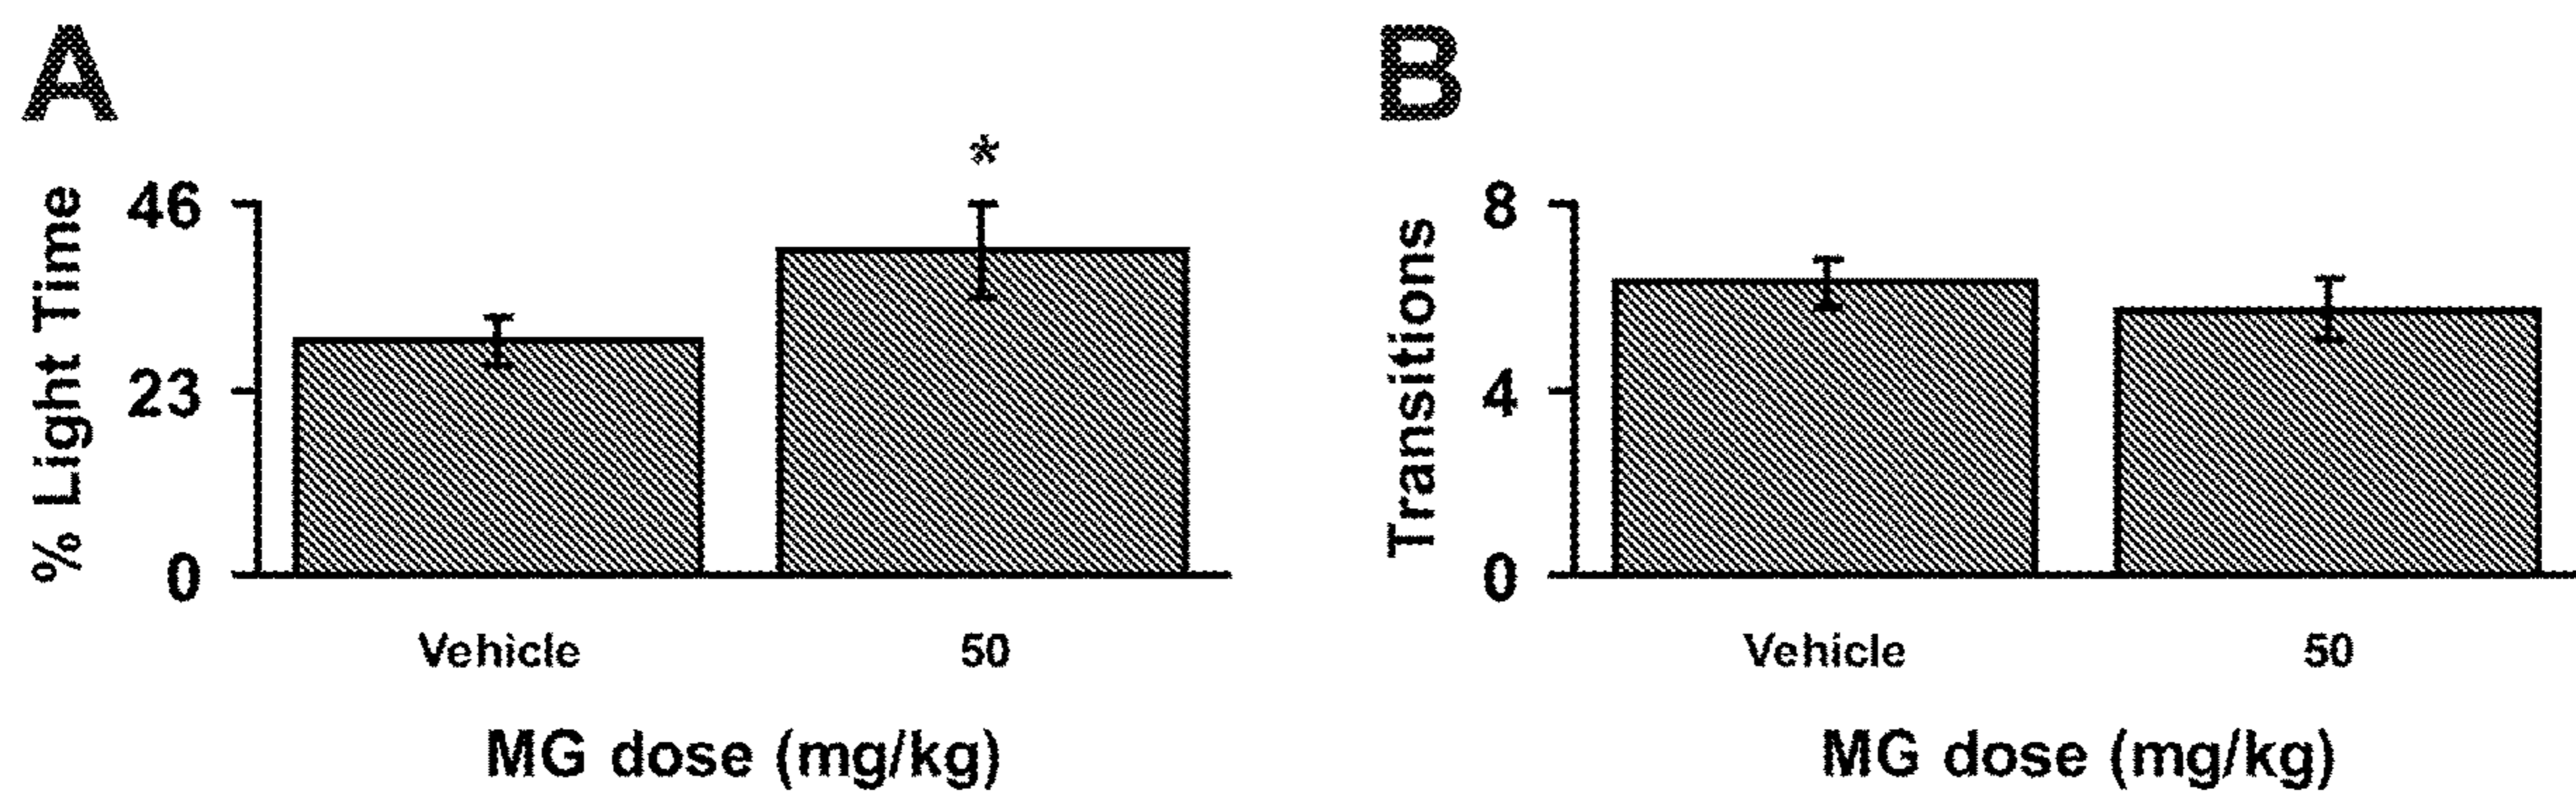 A
% Light Time
46
23
0
*
Vehicle
50
MG dose (mg/kg)
B
Transitions
8
4
0
Vehicle
50
MG dose (mg/kg)